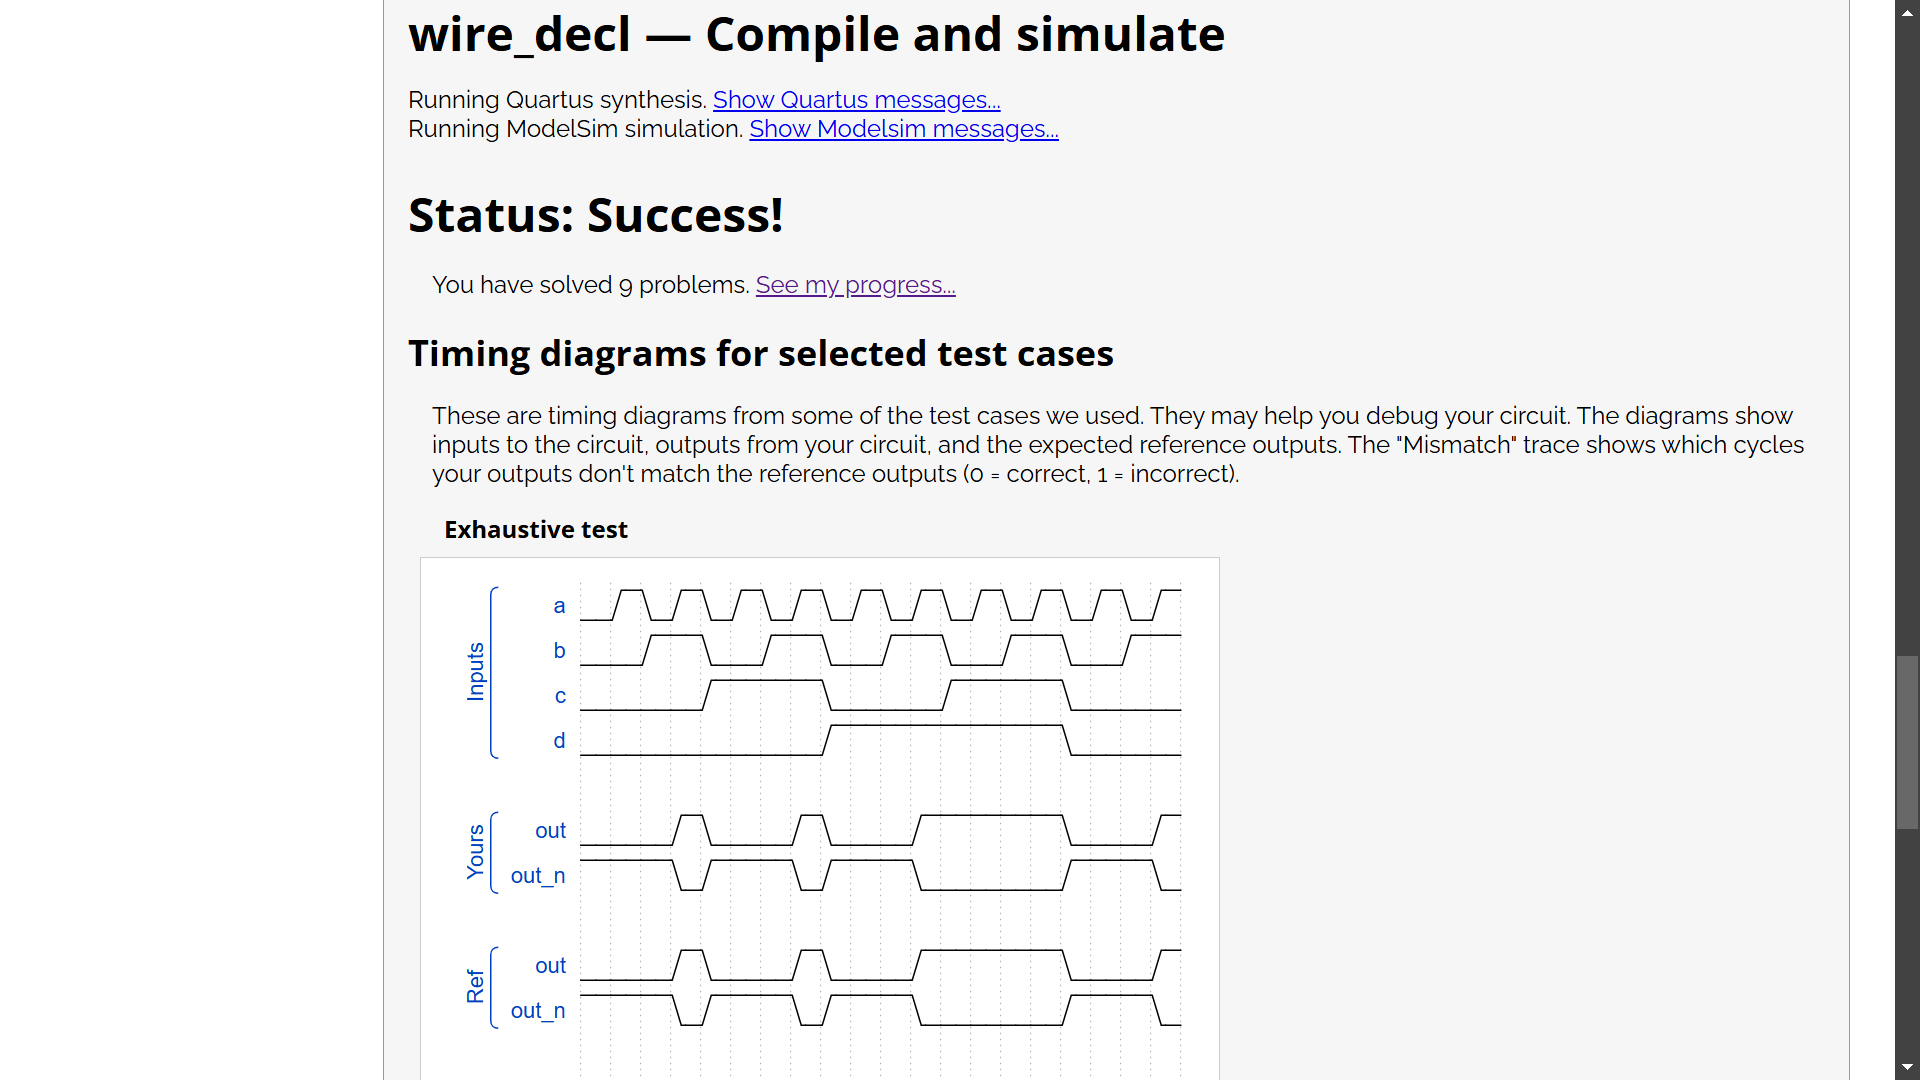 wire_decl — Compile and simulate
Running Quartus synthesis. Show Quartus messages...
Running ModelSim simulation. Show Modelsim messages...
Status: Success!
You have solved 9 problems. See my progress...
Timing diagrams for selected test cases
These are timing diagrams from some of the test cases we used. They may help you debug your circuit. The diagrams show
inputs to the circuit, outputs from your circuit, and the expected reference outputs. The "Mismatch" trace shows which cycles
your outputs don't match the reference outputs (0 = correct, 1 = incorrect).
Exhaustive test
Inputs
a
b
c
d
Yours
out
out_n
Ref
out
out_n